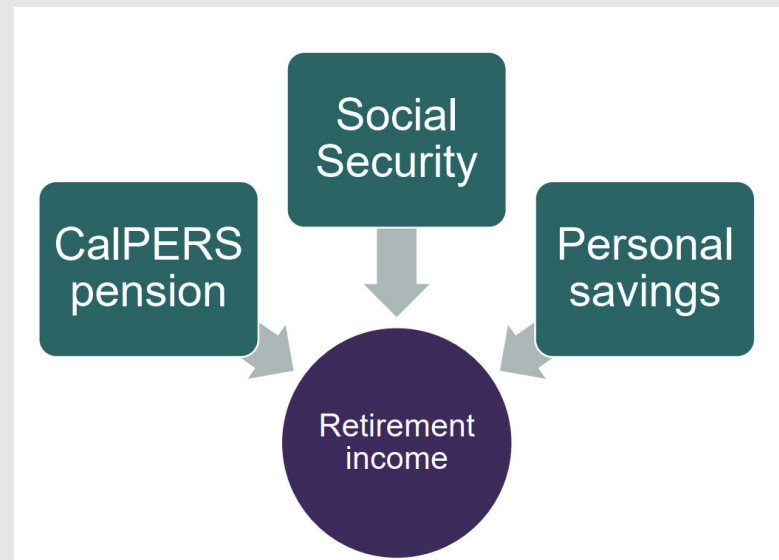 Social
Security
CalPERS
pension
Personal
savings
Retirement
income